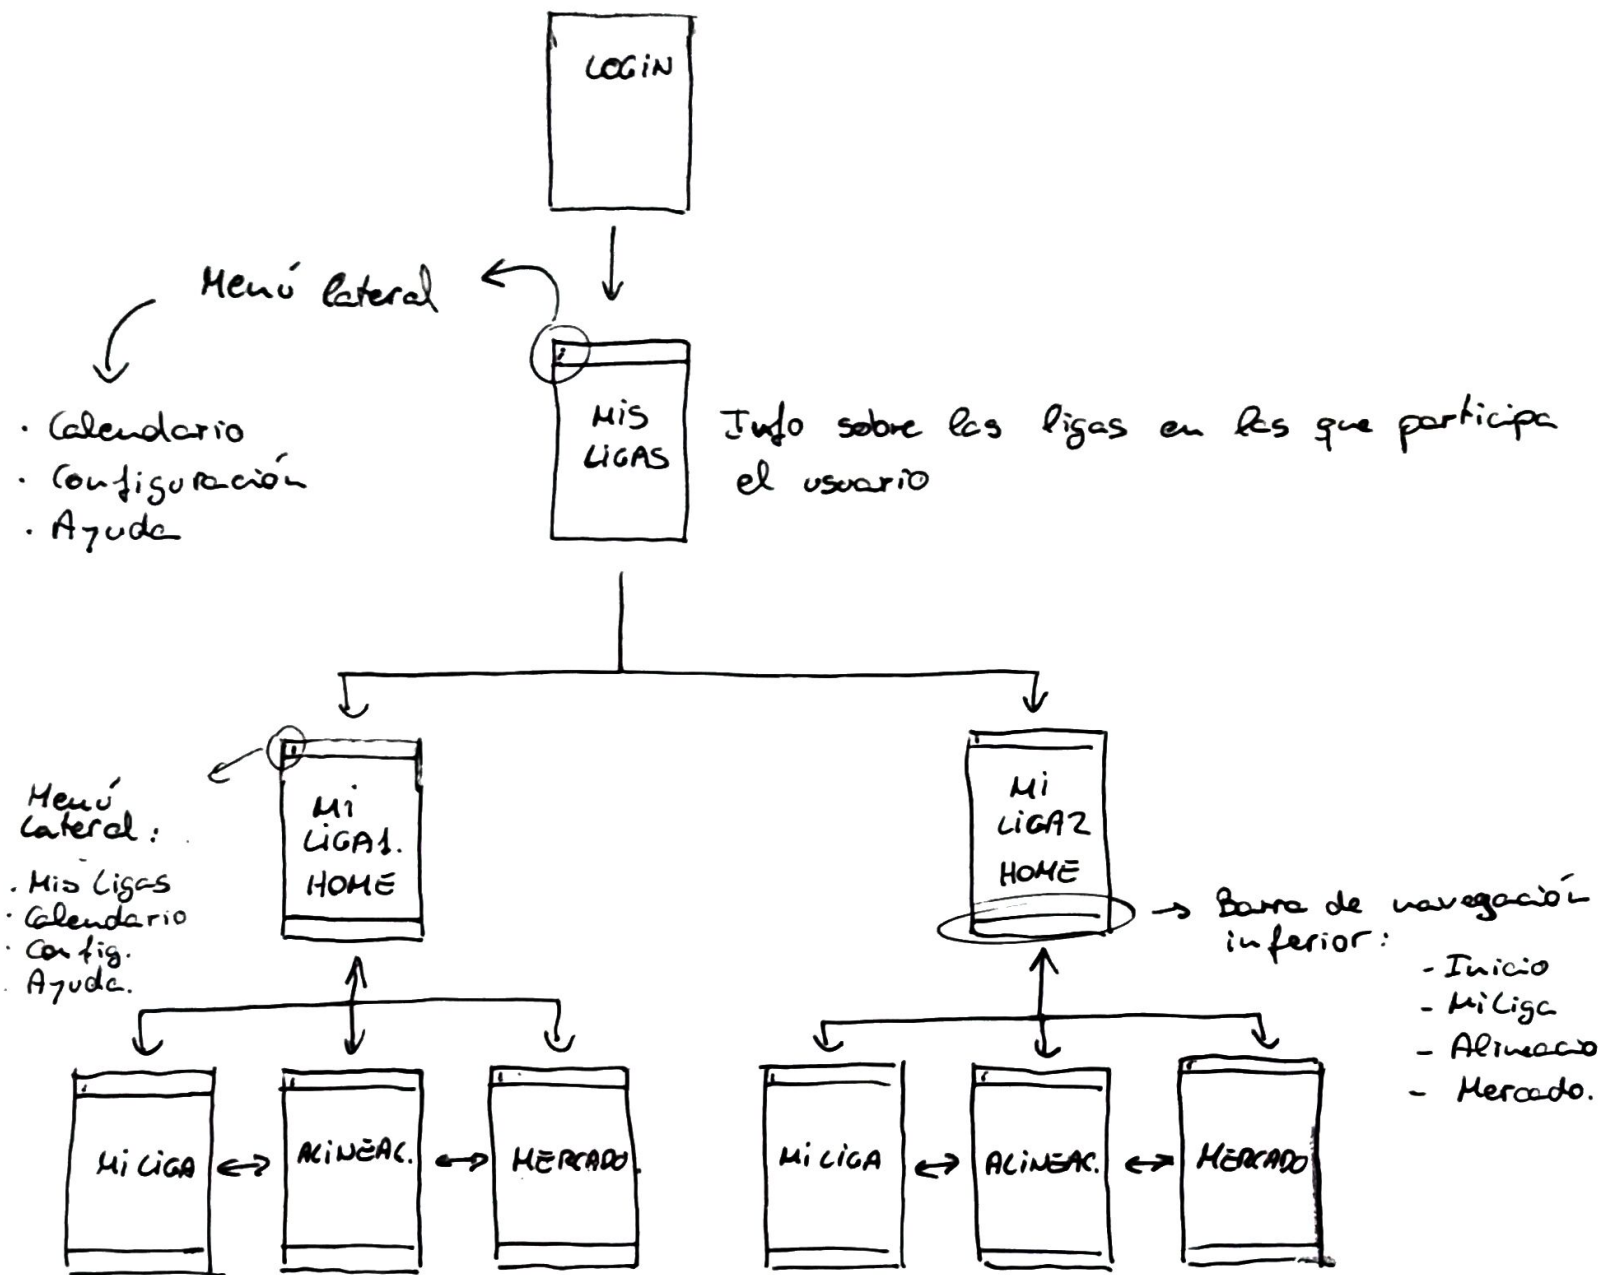 LOGIN
Menú lateral
· Calendario
· Configuración
· Ayuda
MIS
LIGAS
Info sobre las ligas en las que participa
el usuario
Menú
Lateral:
· Mis Ligas
· Calendario
· Config.
· Ayuda.
MI
LIGA1.
HOME
MI
LIGA2
HOME
→ Barra de navegación
inferior:
- Inicio
- Mi Liga
- Alineacio
- Mercado.
MI LIGA
ALINEAC.
MERCADO.
MI LIGA
ALINEAC.
MERCADO